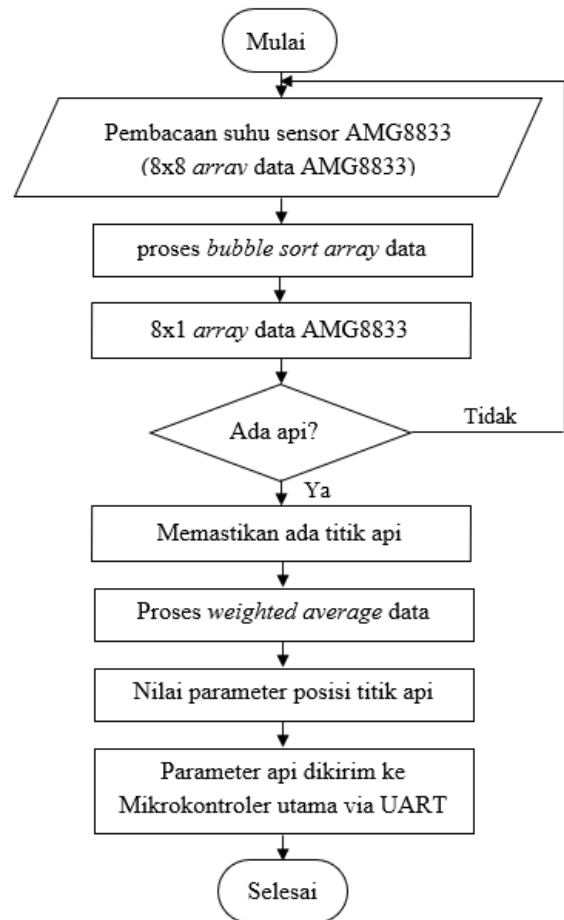 Mulai
Pembacaan suhu sensor AMG8833
(8x8 array data AMG8833)
proses bubble sort array data
8x1 array data AMG8833
Ada api?
Tidak
Ya
Memastikan ada titik api
Proses weighted average data
Nilai parameter posisi titik api
Parameter api dikirim ke
Mikrokontroler utama via UART
Selesai